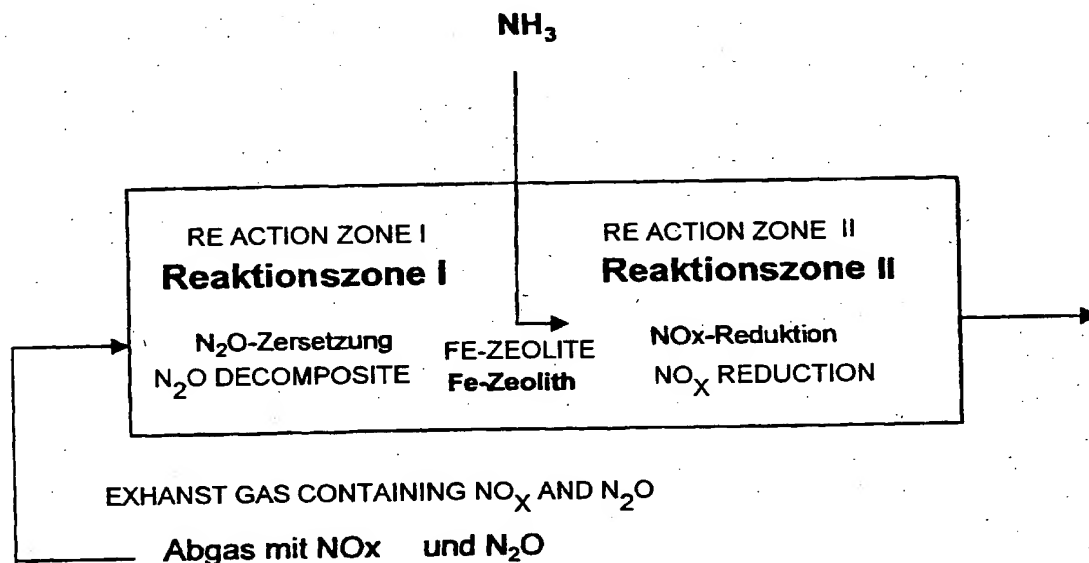 NH₃
RE ACTION ZONE I
Reaktionszone I
RE ACTION ZONE II
Reaktionszone II
N₂O-Zersetzung
N₂O DECOMPOSITE
FE-ZEOLITE
Fe-Zeolith
NOx-Reduktion
NOX REDUCTION
EXHANST GAS CONTAINING NOX AND N₂O
Abgas mit NOx und N₂O